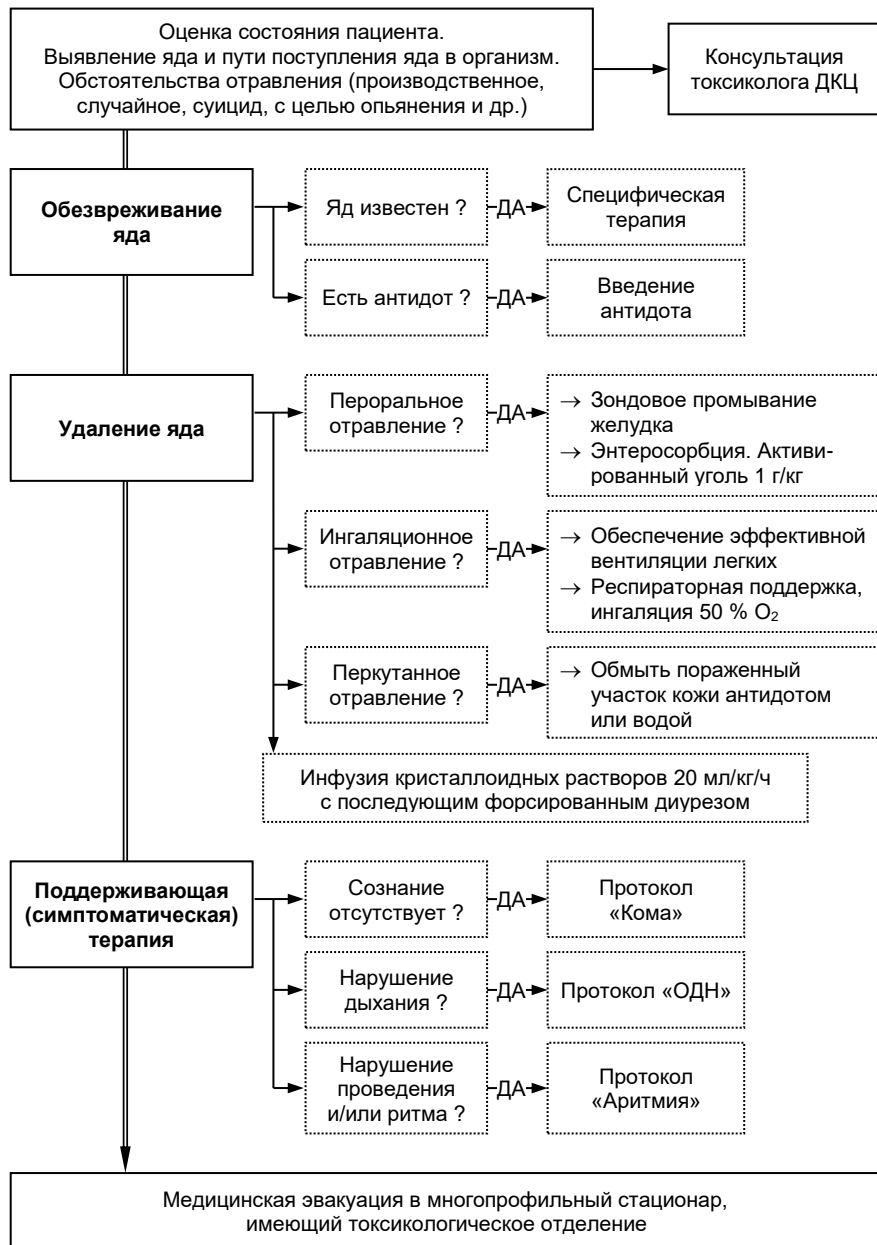 Оценка состояния пациента.
Выявление яда и пути поступления яда в организм.
Обстоятельства отравления (производственное,
случайное, суицид, с целью опьянения и др.)
Консультация
токсиколога ДКЦ
Обезвреживание
яда
Яд известен ?
ДА
Специфическая
терапия
Есть антидот ?
ДА
Введение
антидота
Удаление яда
Пероральное
отравление ?
ДА
→ Зондовое промывание
желудка
→ Энтеросорбция. Активи-
рованный уголь 1 г/кг
Ингаляционное
отравление ?
ДА
→ Обеспечение эффективной
вентиляции легких
→ Респираторная поддержка,
ингаляция 50 % O₂
Перкутанное
отравление ?
ДА
→ Обмыть пораженный
участок кожи антидотом
или водой
Инфузия кристаллоидных растворов 20 мл/кг/ч
с последующим форсированным диурезом
Поддерживающая
(симптоматическая)
терапия
Сознание
отсутствует ?
ДА
Протокол
«Кома»
Нарушение
дыхания ?
ДА
Протокол «ОДН»
Нарушение
проведения
и/или ритма ?
ДА
Протокол
«Аритмия»
Медицинская эвакуация в многопрофильный стационар,
имеющий токсикологическое отделение